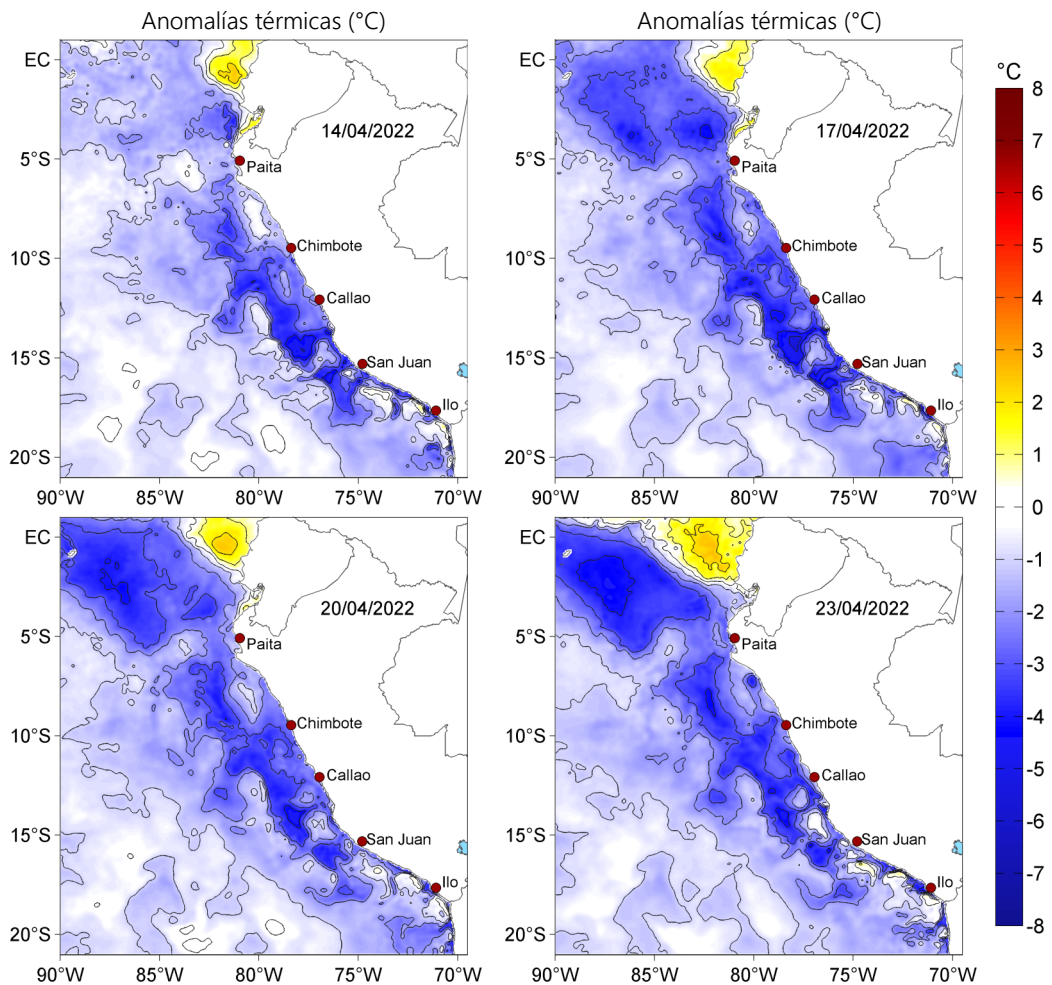 Anomalías térmicas (°C)
Anomalías térmicas (°C)
EC
5°S
10°S
15°S
20°S
14/04/2022
Paita
Chimbote
Callao
San Juan
Ilo
90°W
85°W
80°W
75°W
70°W
EC
5°S
10°S
15°S
20°S
17/04/2022
Paita
Chimbote
Callao
San Juan
Ilo
90°W
85°W
80°W
75°W
70°W
°C
8
7
6
5
4
3
2
1
0
-1
-2
-3
-4
-5
-6
-7
-8
EC
5°S
10°S
15°S
20°S
20/04/2022
Paita
Chimbote
Callao
San Juan
Ilo
90°W
85°W
80°W
75°W
70°W
EC
5°S
10°S
15°S
20°S
23/04/2022
Paita
Chimbote
Callao
San Juan
Ilo
90°W
85°W
80°W
75°W
70°W